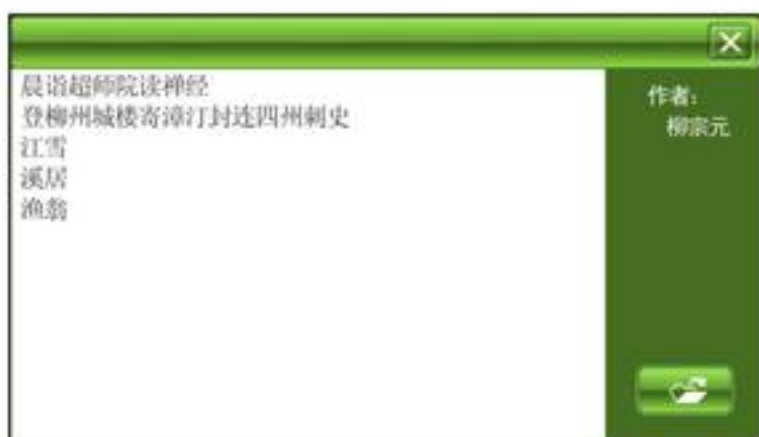 晨诣超师院读禅经
登柳州城楼寄漳汀封连四州刺史
江雪
溪居
渔翁
作者:
柳宗元